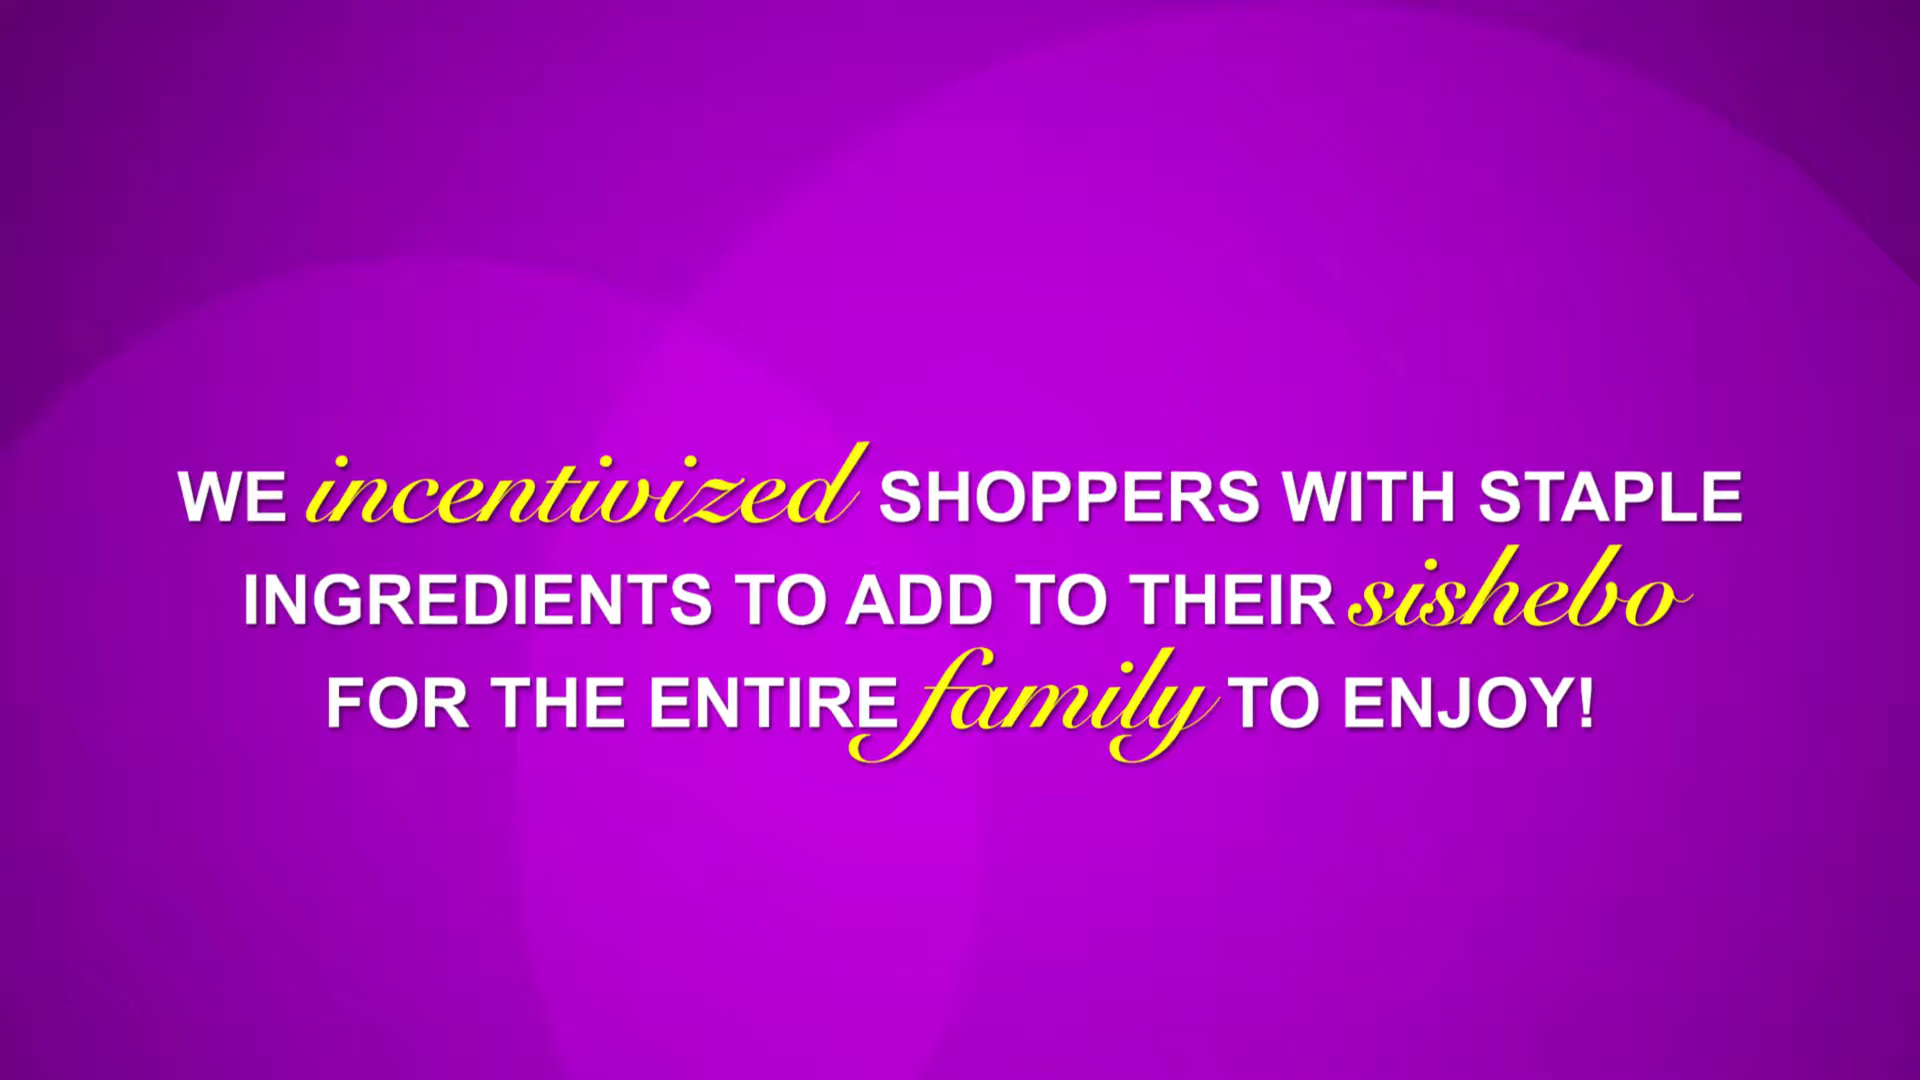 WE incentivized SHOPPERS WITH STAPLE
INGREDIENTS TO ADD TO THEIR sishebo
FOR THE ENTIRE family TO ENJOY!